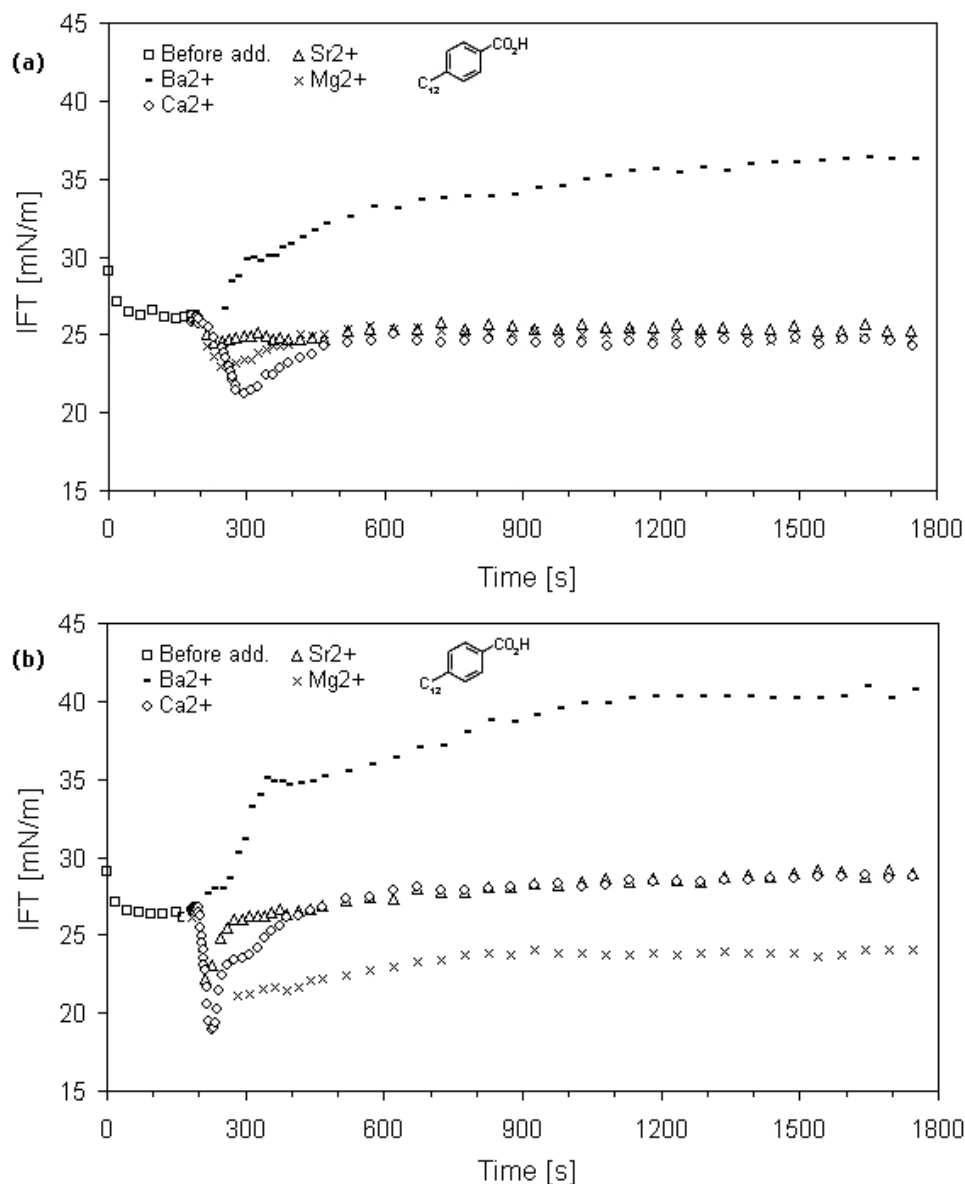 (a)
45
40
35
30
25
20
15
IFT [mN/m]
Before add. Sr2+
Ba2+ Mg2+
Ca2+
CO2H
C12
0 300 600 900 1200 1500 1800
Time [s]
(b)
45
40
35
30
25
20
15
IFT [mN/m]
Before add. Sr2+
Ba2+ Mg2+
Ca2+
CO2H
C12
0 300 600 900 1200 1500 1800
Time [s]